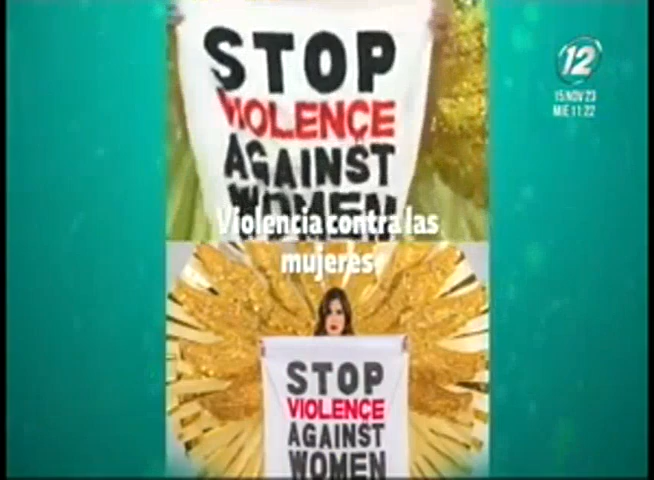 STOP
VIOLENCE
AGAINST
WOMEN
Violencia contra las
mujeres
STOP
VIOLENCE
AGAINST
WOMEN
12
15 NOV 23
MIE 11:22